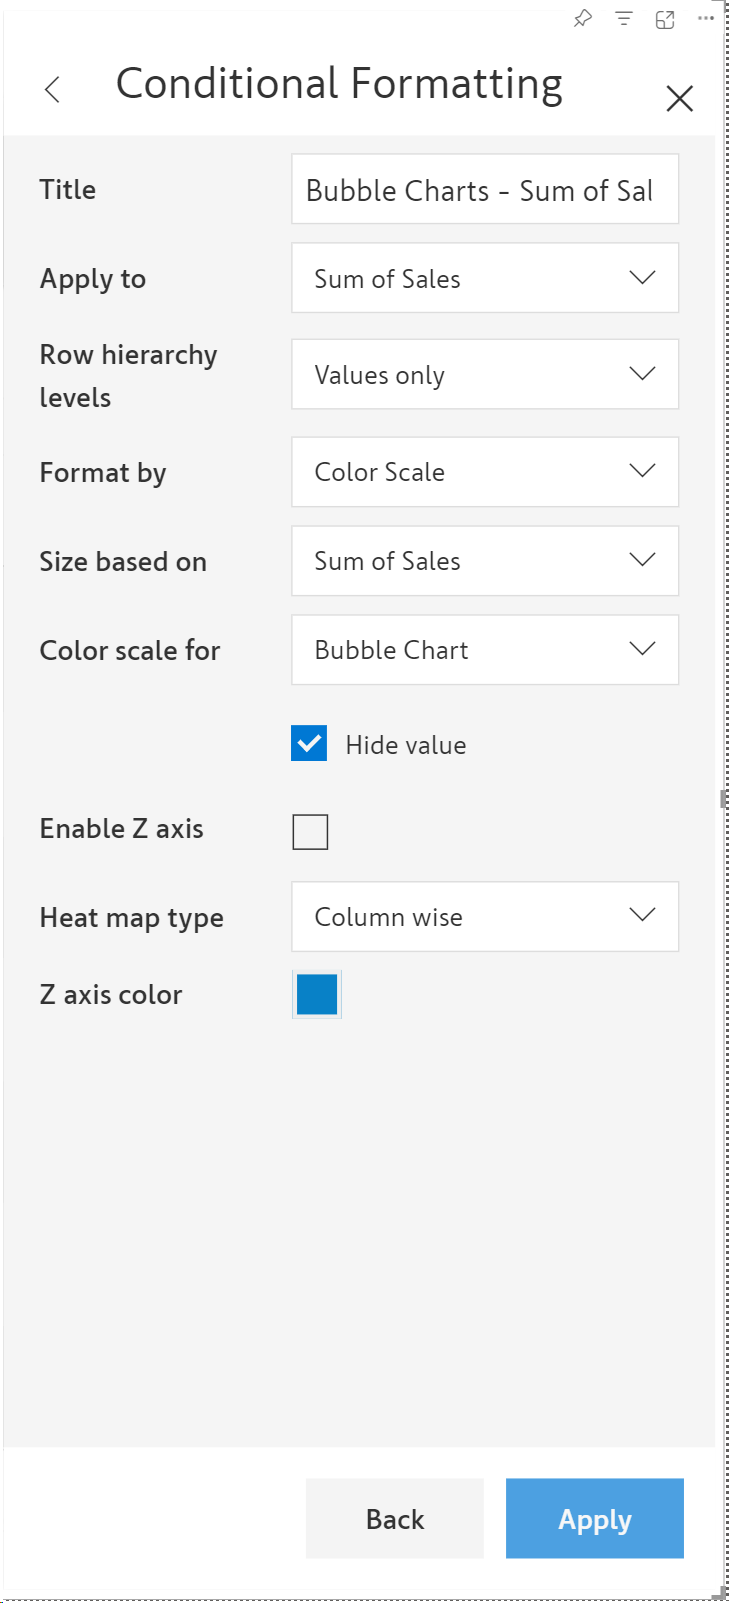 Conditional Formatting
Title
Bubble Charts - Sum of Sal
Apply to
Sum of Sales
Row hierarchy
levels
Values only
Format by
Color Scale
Size based on
Sum of Sales
Color scale for
Bubble Chart
Hide value
Enable Z axis
Heat map type
Column wise
Z axis color
Back
Apply